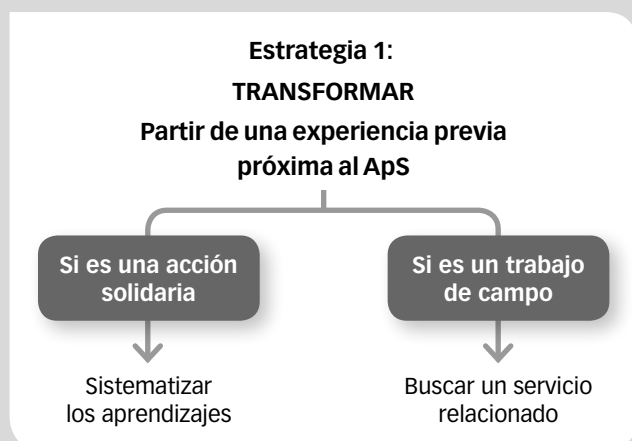 Estrategia 1:
TRANSFORMAR
Partir de una experiencia previa
próxima al ApS
Si es una acción
solidaria
Si es un trabajo
de campo
Sistematizar
los aprendizajes
Buscar un servicio
relacionado